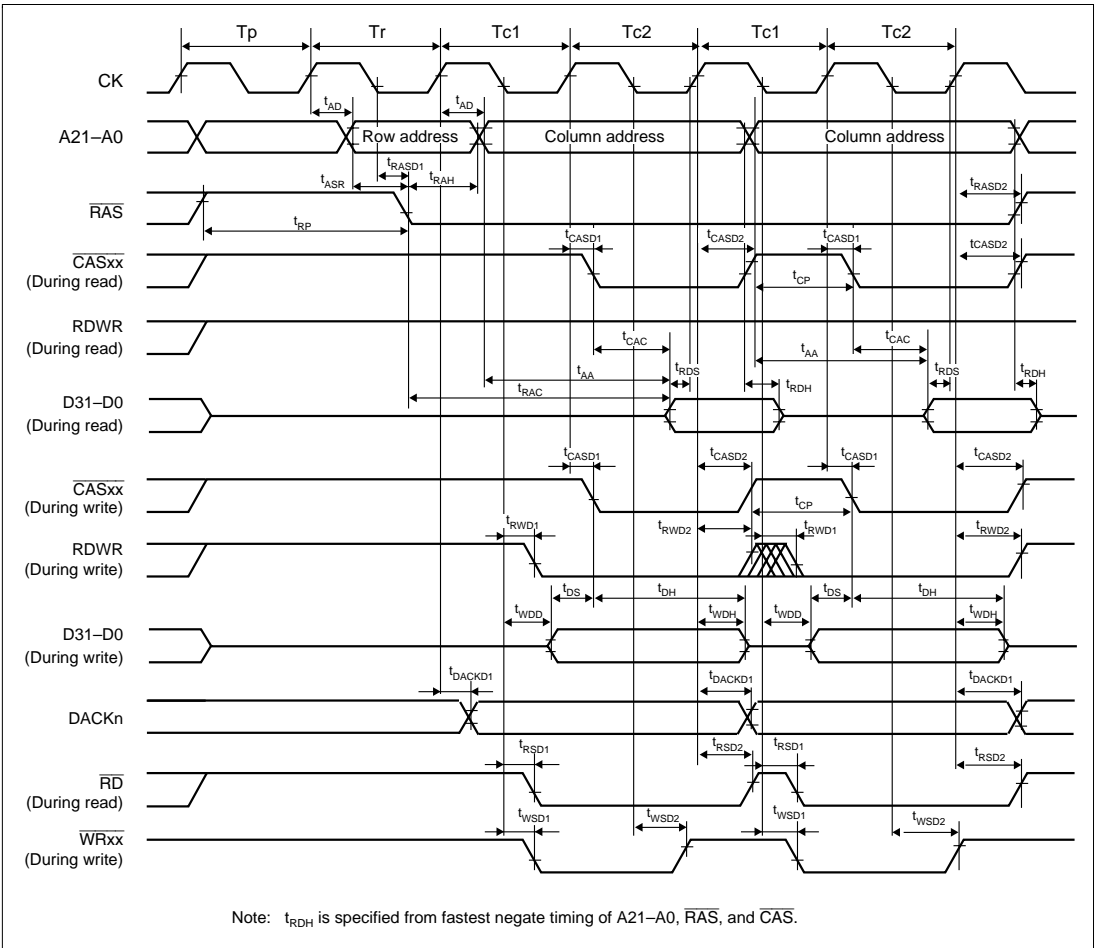 Tp Tr Tc1 Tc2 Tc1 Tc2
CK
tAD tAD
A21–A0 Row address Column address Column address
tRASD1
tASR tRAH tRASD2
RAS
tRP
tCASD1 tCASD2 tCASD1 tCASD2
CASxx
(During read)
tCP
RDWR
(During read)
tCAC tCAC
tAA tRDS tAA tRDS
tRAC tRDH tRDH
D31–D0
(During read)
tCASD1 tCASD2 tCASD1 tCASD2
CASxx
(During write)
tCP
tRWD1 tRWD2 tRWD1 tRWD2
RDWR
(During write)
tDS tDH tDS tDH
tWDD tWDH tWDD tWDH
D31–D0
(During write)
tDACKD1 tDACKD1 tDACKD1
DACKn
tRSD1 tRSD2 tRSD1 tRSD2
RD
(During read)
tWSD1 tWSD2 tWSD1 tWSD2
WRxx
(During write)
Note: tRDH is specified from fastest negate timing of A21–A0, RAS, and CAS.